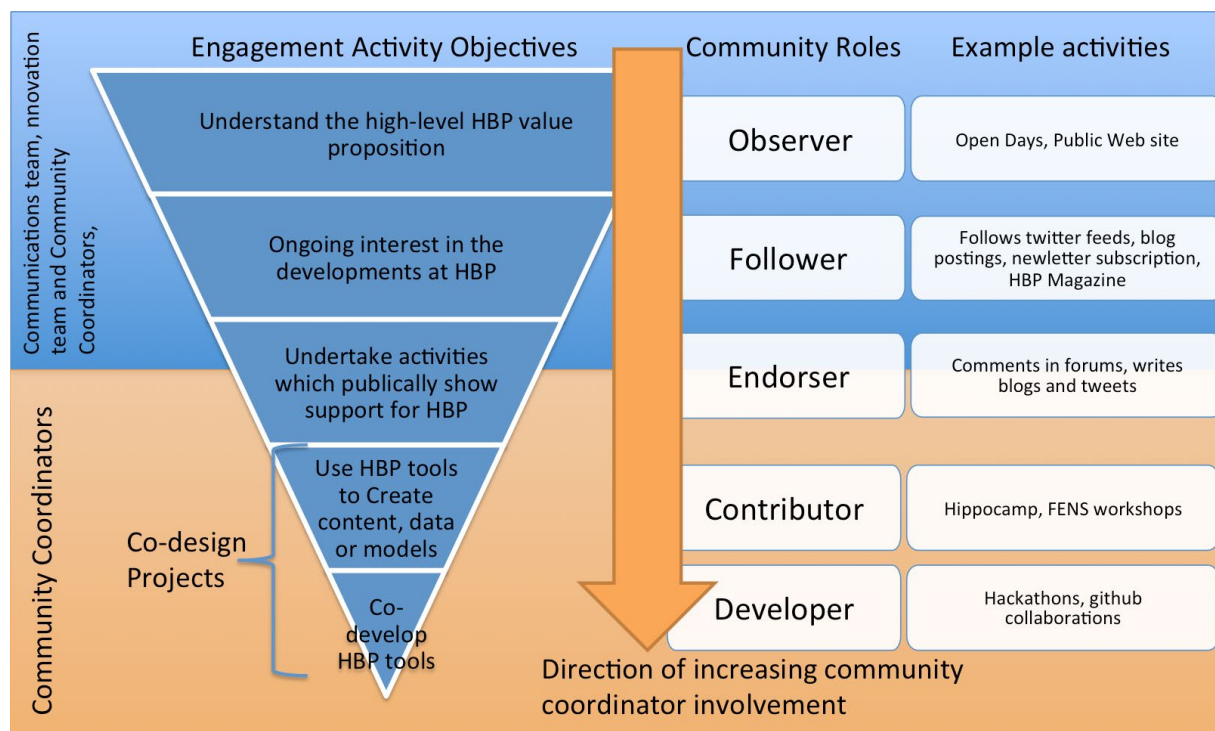 Engagement Activity Objectives
Community Roles
Example activities
Communications team, nnovation
team and Community
Coordinators,
Understand the high-level HBP value
proposition
Observer
Open Days, Public Web site
Ongoing interest in the
developments at HBP
Follower
Follows twitter feeds, blog
postings, newletter subscription,
HBP Magazine
Undertake activities
which publically show
support for HBP
Endorser
Comments in forums, writes
blogs and tweets
Community Coordinators
Co-design
Projects
Use HBP tools
to Create
content, data
or models
Contributor
Hippocamp, FENS workshops
Co-
develop
HBP tools
Developer
Hackathons, github
collaborations
Direction of increasing community
coordinator involvement